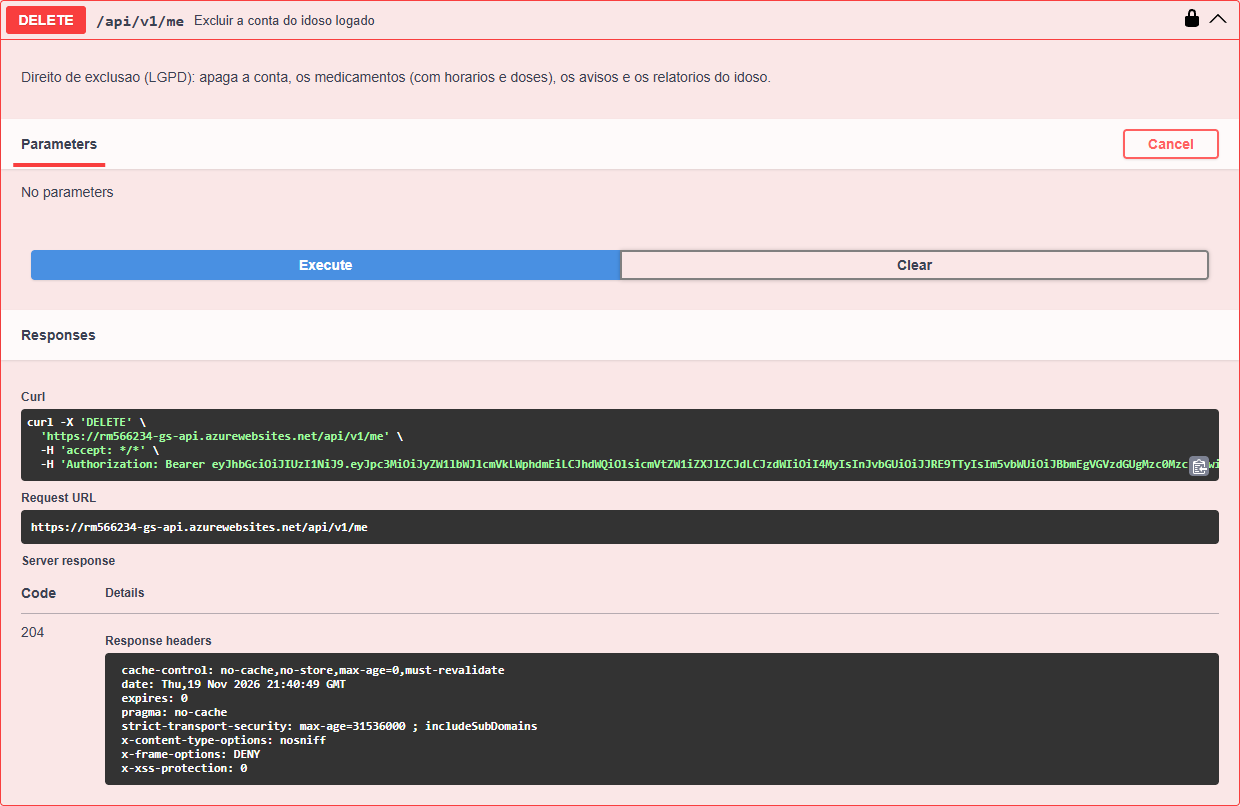 DELETE /api/v1/me Excluir a conta do idoso logado
Direito de exclusao (LGPD): apaga a conta, os medicamentos (com horarios e doses), os avisos e os relatorios do idoso.
Parameters
Cancel
No parameters
Execute
Clear
Responses
Curl
curl -X 'DELETE' \
'https://rm566234-gs-api.azurewebsites.net/api/v1/me' \
-H 'accept: */*' \
-H 'Authorization: Bearer
Request URL
https://rm566234-gs-api.azurewebsites.net/api/v1/me
Server response
Code Details
204
Response headers
cache-control: no-cache,no-store,max-age=0,must-revalidate
date: Thu,19 Nov 2026 21:40:49 GMT
expires: 0
pragma: no-cache
strict-transport-security: max-age=31536000 ; includeSubDomains
x-content-type-options: nosniff
x-frame-options: DENY
x-xss-protection: 0